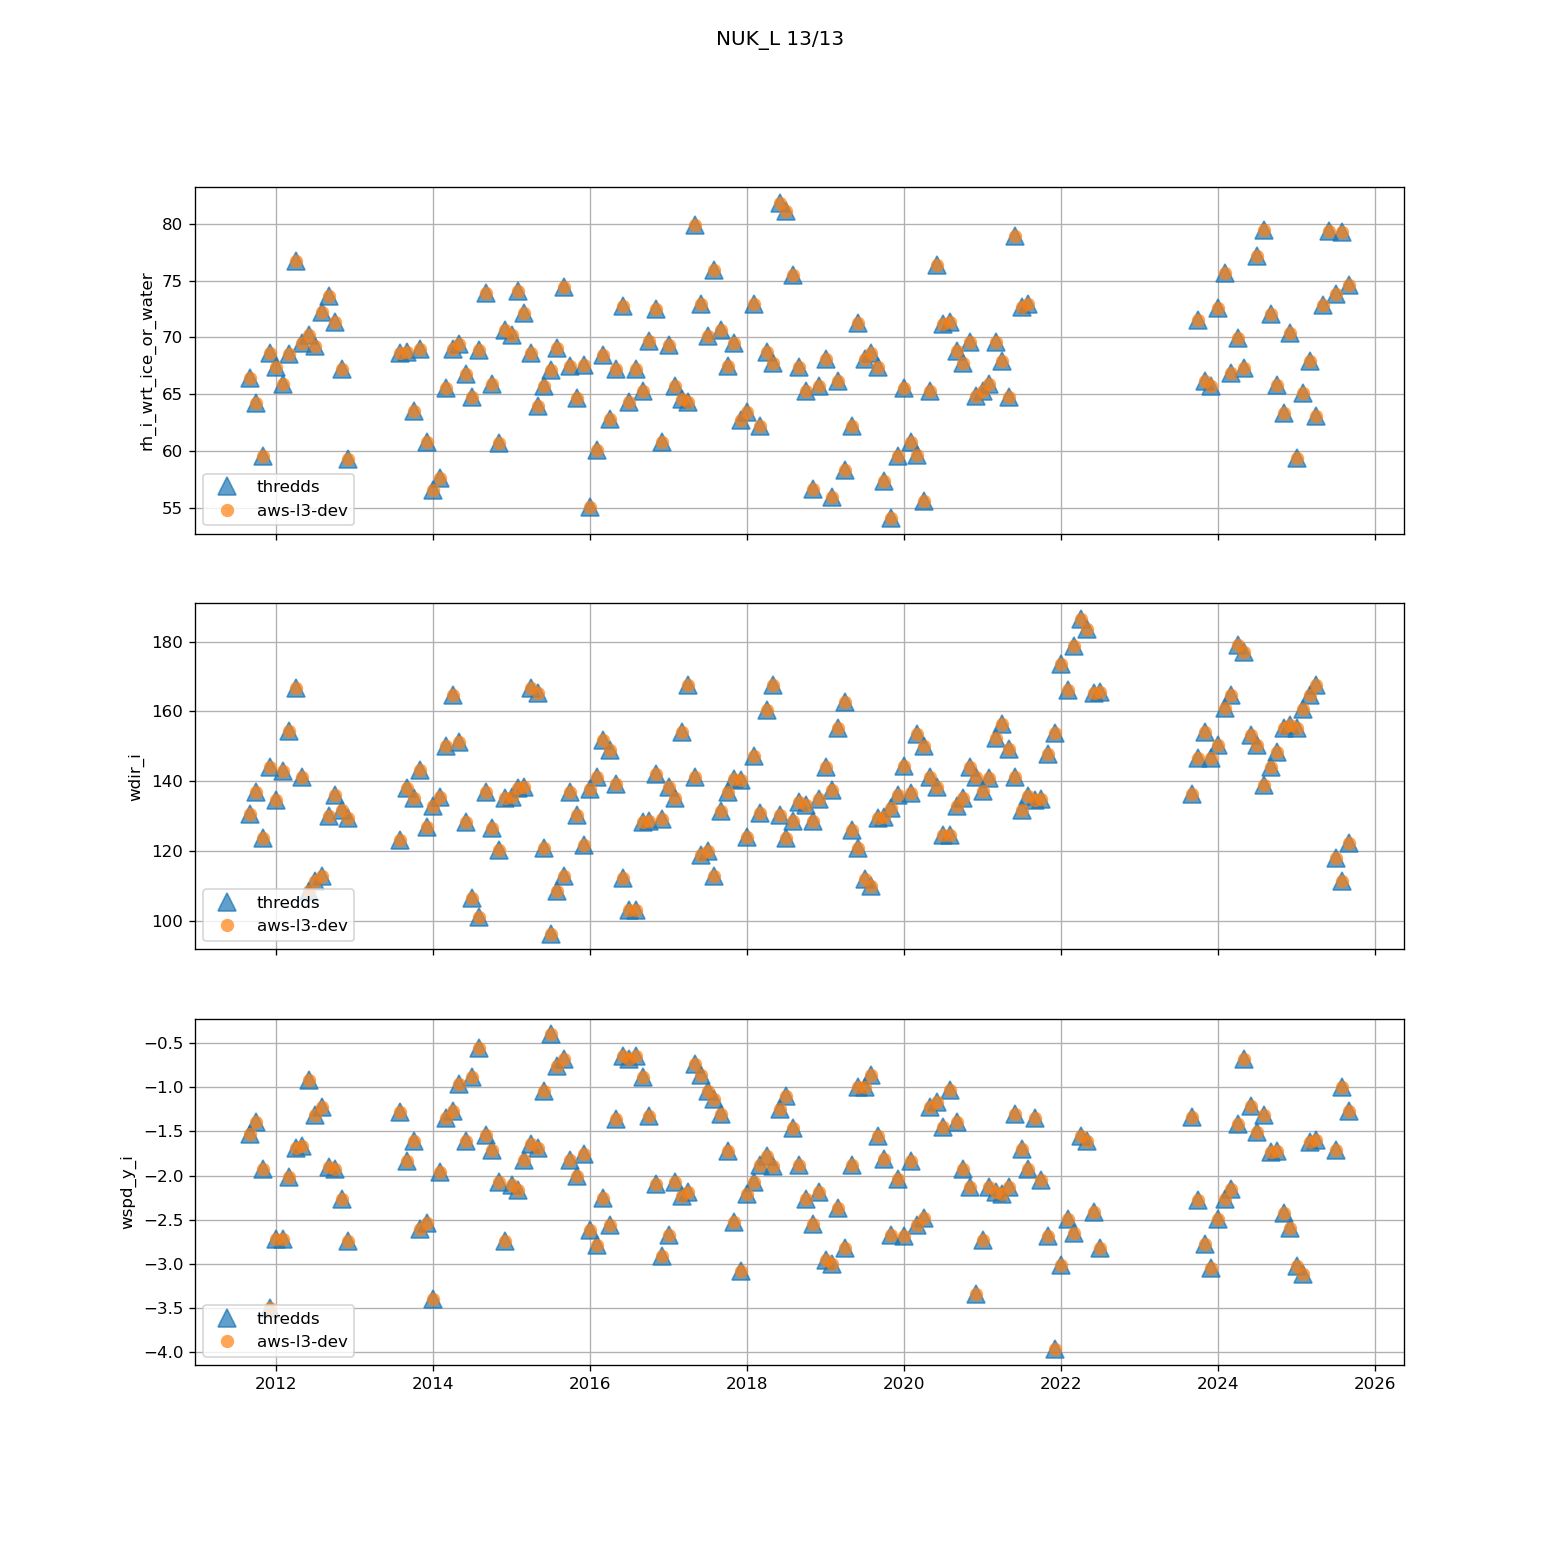 NUK_L 13/13
80
75
70
65
60
55
rh_i_wrt_ice_or_water
thredds
aws-l3-dev
180
160
140
120
100
wdir_i
thredds
aws-l3-dev
−0.5
−1.0
−1.5
−2.0
−2.5
−3.0
−3.5
−4.0
wspd_y_i
thredds
aws-l3-dev
2012 2014 2016 2018 2020 2022 2024 2026